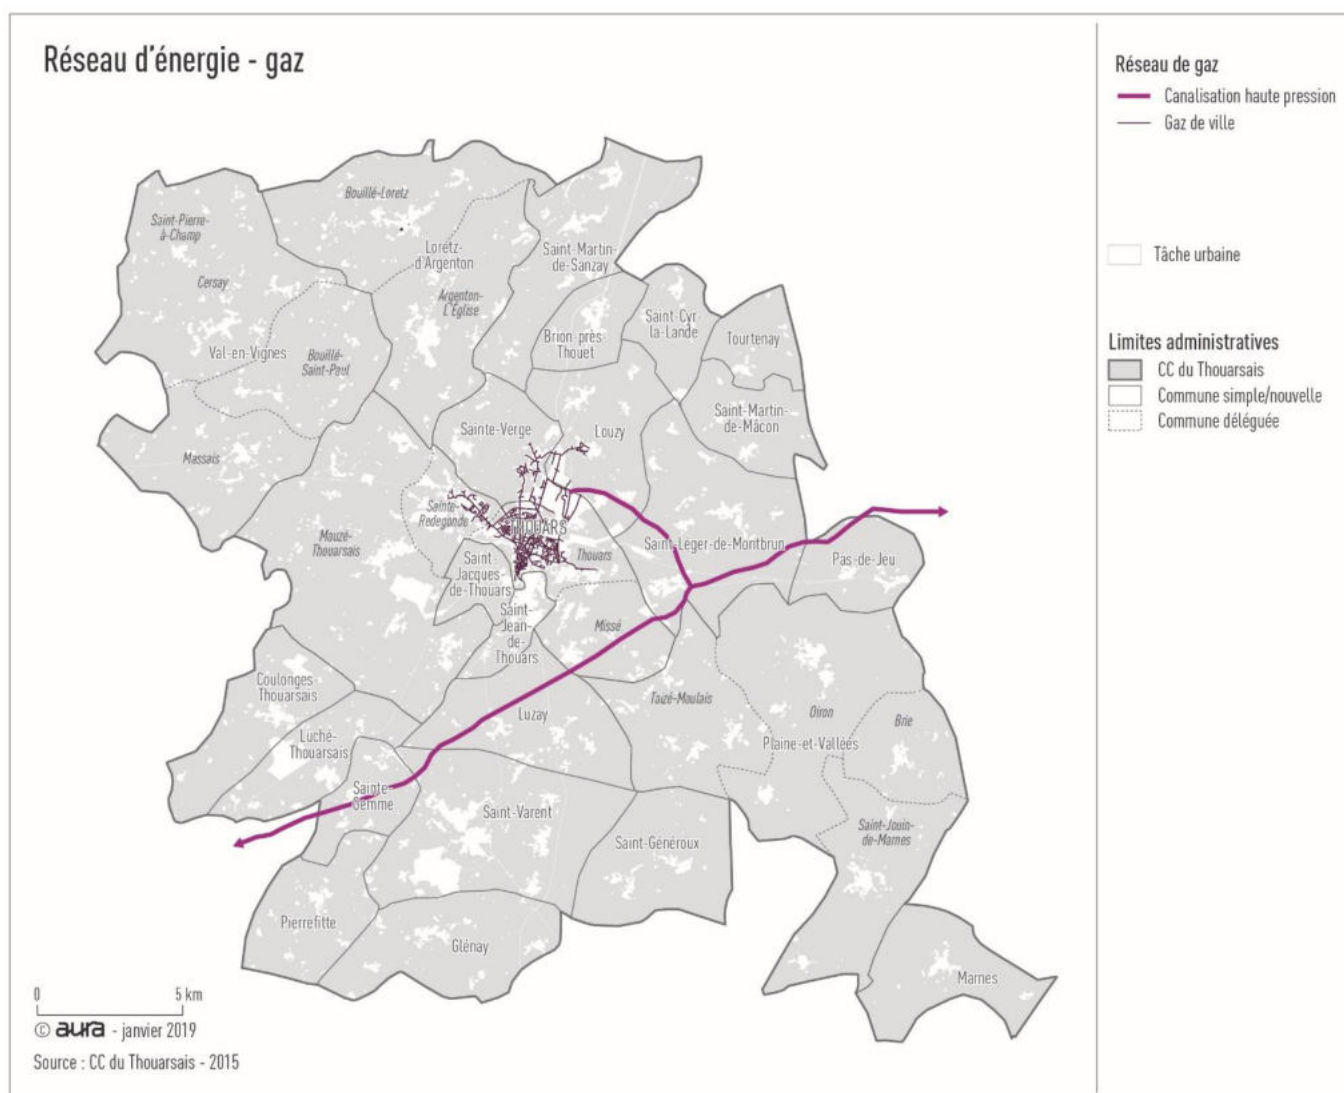 Réseau d'énergie - gaz
Réseau de gaz
Canalisation haute pression
Gaz de ville
Tâche urbaine
Limites administratives
CC du Thouarsais
Commune simple/nouvelle
Commune déléguée
Bouillé-Loretz
Saint-Pierre-
à-Champ
Loretz-
d'Argenton
Saint-Martin-
de-Sanzay
Cersay
Argenton-
L'Église
Saint-Cyr-
la-Lande
Brion-près-
Thouet
Tourtenay
Val-en-Vignes
Bouillé-
Saint-Paul
Saint-Martin-
de-Mâcon
Sainte-Verge
Louzy
Massais
Sainte-
Redegonde
THOUARS
Mauzé-
Thouarsais
Thouars
Saint-Léger-de-Montbrun
Pas-de-Jeu
Saint-
Jacques-
de-Thouars
Saint-
Jean-
de-
Thouars
Missé
Coulonges-
Thouarsais
Taizé-Maulais
Luzay
Oiron
Brie
Luché-
Thouarsais
Plaine-et-Vallées
Sainte-
Gemme
Saint-Varent
Saint-Généroux
Saint-Jouin-
de-Marnes
Pierrefitte
Glénay
Marnes
0 5 km
© aura - janvier 2019
Source : CC du Thouarsais - 2015